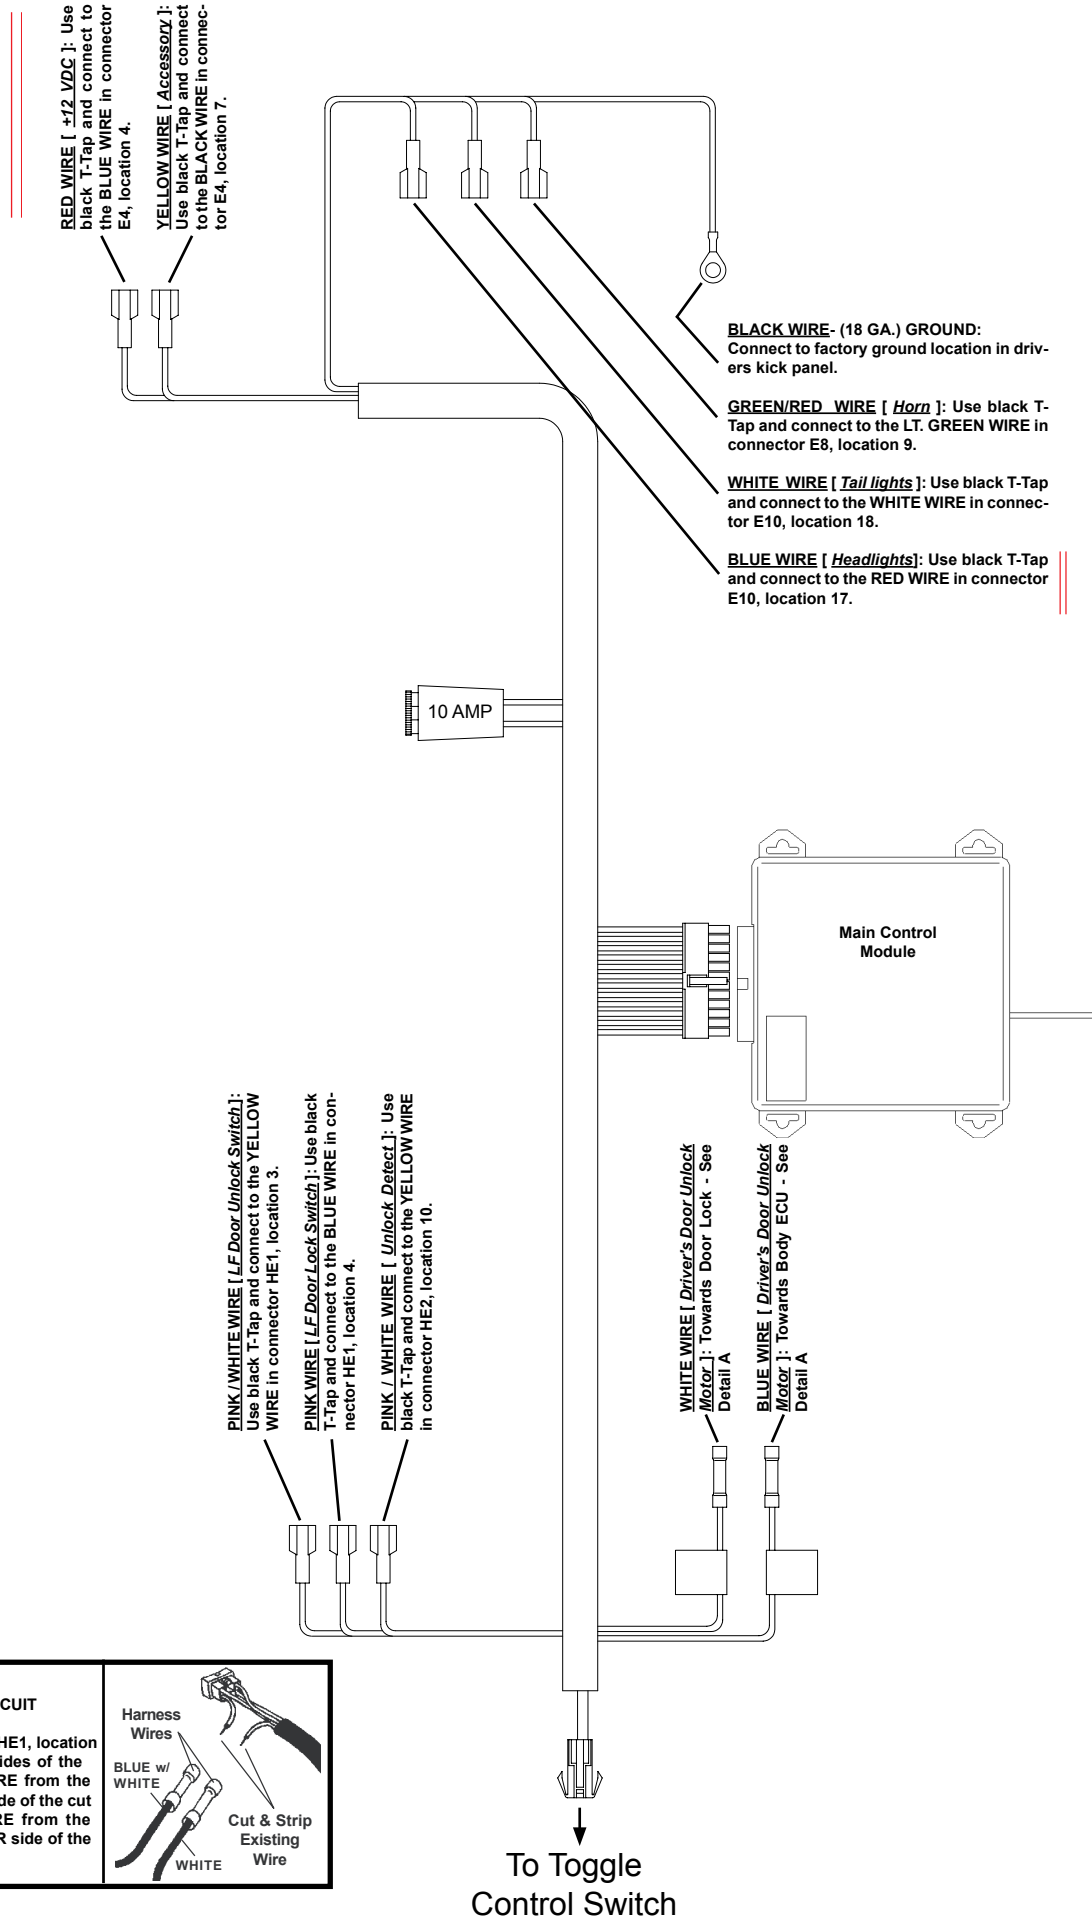 RED WIRE [ +12 VDC ]: Use
black T-Tap and connect to
the BLUE WIRE in connector
E4, location 4.
YELLOW WIRE [ Accessory ]:
Use black T-Tap and connect
to the BLACK WIRE in connec-
tor E4, location 7.
BLACK WIRE- (18 GA.) GROUND:
Connect to factory ground location in driv-
ers kick panel.
GREEN/RED WIRE [ Horn ]: Use black T-
Tap and connect to the LT. GREEN WIRE in
connector E8, location 9.
WHITE WIRE [ Tail lights ]: Use black T-Tap
and connect to the WHITE WIRE in connec-
tor E10, location 18.
BLUE WIRE [ Headlights]: Use black T-Tap
and connect to the RED WIRE in connector
E10, location 17.
10 AMP
Main Control
Module
PINK / WHITE WIRE [ LF Door Unlock Switch ]:
Use black T-Tap and connect to the YELLOW
WIRE in connector HE1, location 3.
PINK WIRE [ LF Door Lock Switch ]: Use black
T-Tap and connect to the BLUE WIRE in con-
nector HE1, location 4.
PINK / WHITE WIRE [ Unlock Detect ]: Use
black T-Tap and connect to the YELLOW WIRE
in connector HE2, location 10.
WHITE WIRE [ Driver's Door Unlock
Motor ]: Towards Door Lock - See
Detail A
BLUE WIRE [ Driver's Door Unlock
Motor ]: Towards Body ECU - See
Detail A
CUIT
HE1, location
ides of the
RE from the
de of the cut
RE from the
R side of the
Harness
Wires
BLUE w/
WHITE
Cut & Strip
Existing
Wire
WHITE
To Toggle
Control Switch